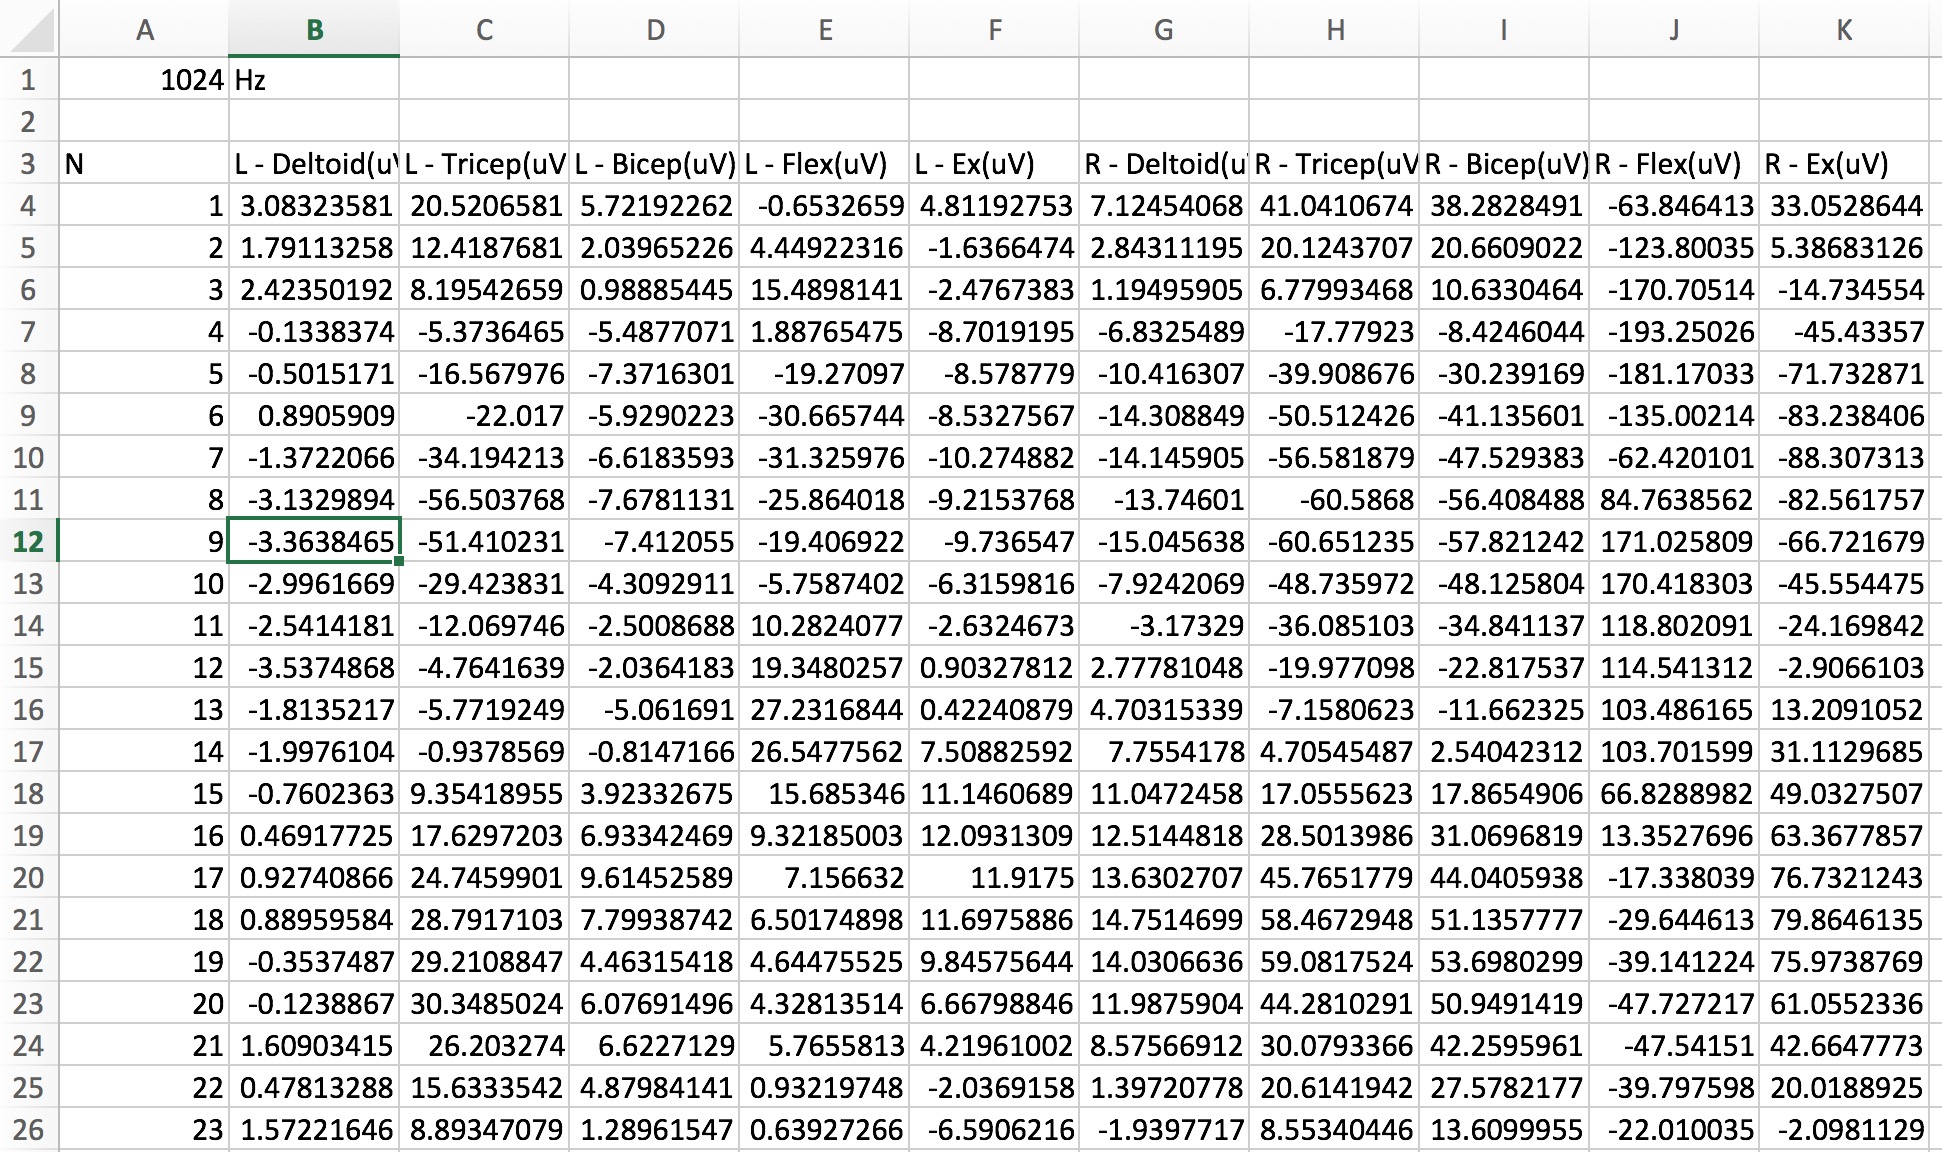 A B C D E F G H I J K
1 1024 Hz
2
3 N L - Deltoid(uV L - Tricep(uV L - Bicep(uV) L - Flex(uV) L - Ex(uV) R - Deltoid(u R - Tricep(uV R - Bicep(uV) R - Flex(uV) R - Ex(uV)
4 1 3.08323581 20.5206581 5.72192262 -0.6532659 4.81192753 7.12454068 41.0410674 38.2828491 -63.846413 33.0528644
5 2 1.79113258 12.4187681 2.03965226 4.44922316 -1.6366474 2.84311195 20.1243707 20.6609022 -123.80035 5.38683126
6 3 2.42350192 8.19542659 0.98885445 15.4898141 -2.4767383 1.19495905 6.77993468 10.6330464 -170.70514 -14.734554
7 4 -0.1338374 -5.3736465 -5.4877071 1.88765475 -8.7019195 -6.8325489 -17.77923 -8.4246044 -193.25026 -45.43357
8 5 -0.5015171 -16.567976 -7.3716301 -19.27097 -8.578779 -10.416307 -39.908676 -30.239169 -181.17033 -71.732871
9 6 0.8905909 -22.017 -5.9290223 -30.665744 -8.5327567 -14.308849 -50.512426 -41.135601 -135.00214 -83.238406
10 7 -1.3722066 -34.194213 -6.6183593 -31.325976 -10.274882 -14.145905 -56.581879 -47.529383 -62.420101 -88.307313
11 8 -3.1329894 -56.503768 -7.6781131 -25.864018 -9.2153768 -13.74601 -60.5868 -56.408488 84.7638562 -82.561757
12 9 -3.3638465 -51.410231 -7.412055 -19.406922 -9.736547 -15.045638 -60.651235 -57.821242 171.025809 -66.721679
13 10 -2.9961669 -29.423831 -4.3092911 -5.7587402 -6.3159816 -7.9242069 -48.735972 -48.125804 170.418303 -45.554475
14 11 -2.5414181 -12.069746 -2.5008688 10.2824077 -2.6324673 -3.17329 -36.085103 -34.841137 118.802091 -24.169842
15 12 -3.5374868 -4.7641639 -2.0364183 19.3480257 0.90327812 2.77781048 -19.977098 -22.817537 114.541312 -2.9066103
16 13 -1.8135217 -5.7719249 -5.061691 27.2316844 0.42240879 4.70315339 -7.1580623 -11.662325 103.486165 13.2091052
17 14 -1.9976104 -0.9378569 -0.8147166 26.5477562 7.50882592 7.7554178 4.70545487 2.54042312 103.701599 31.1129685
18 15 -0.7602363 9.35418955 3.92332675 15.685346 11.1460689 11.0472458 17.0555623 17.8654906 66.8288982 49.0327507
19 16 0.46917725 17.6297203 6.93342469 9.32185003 12.0931309 12.5144818 28.5013986 31.0696819 13.3527696 63.3677857
20 17 0.92740866 24.7459901 9.61452589 7.156632 11.9175 13.6302707 45.7651779 44.0405938 -17.338039 76.7321243
21 18 0.88959584 28.7917103 7.79938742 6.50174898 11.6975886 14.7514699 58.4672948 51.1357777 -29.644613 79.8646135
22 19 -0.3537487 29.2108847 4.46315418 4.64475525 9.84575644 14.0306636 59.0817524 53.6980299 -39.141224 75.9738769
23 20 -0.1238867 30.3485024 6.07691496 4.32813514 6.66798846 11.9875904 44.2810291 50.9491419 -47.727217 61.0552336
24 21 1.60903415 26.203274 6.6227129 5.7655813 4.21961002 8.57566912 30.0793366 42.2595961 -47.54151 42.6647773
25 22 0.47813288 15.6333542 4.87984141 0.93219748 -2.0369158 1.39720778 20.6141942 27.5782177 -39.797598 20.0188925
26 23 1.57221646 8.89347079 1.28961547 0.63927266 -6.5906216 -1.9397717 8.55340446 13.6099955 -22.010035 -2.0981129